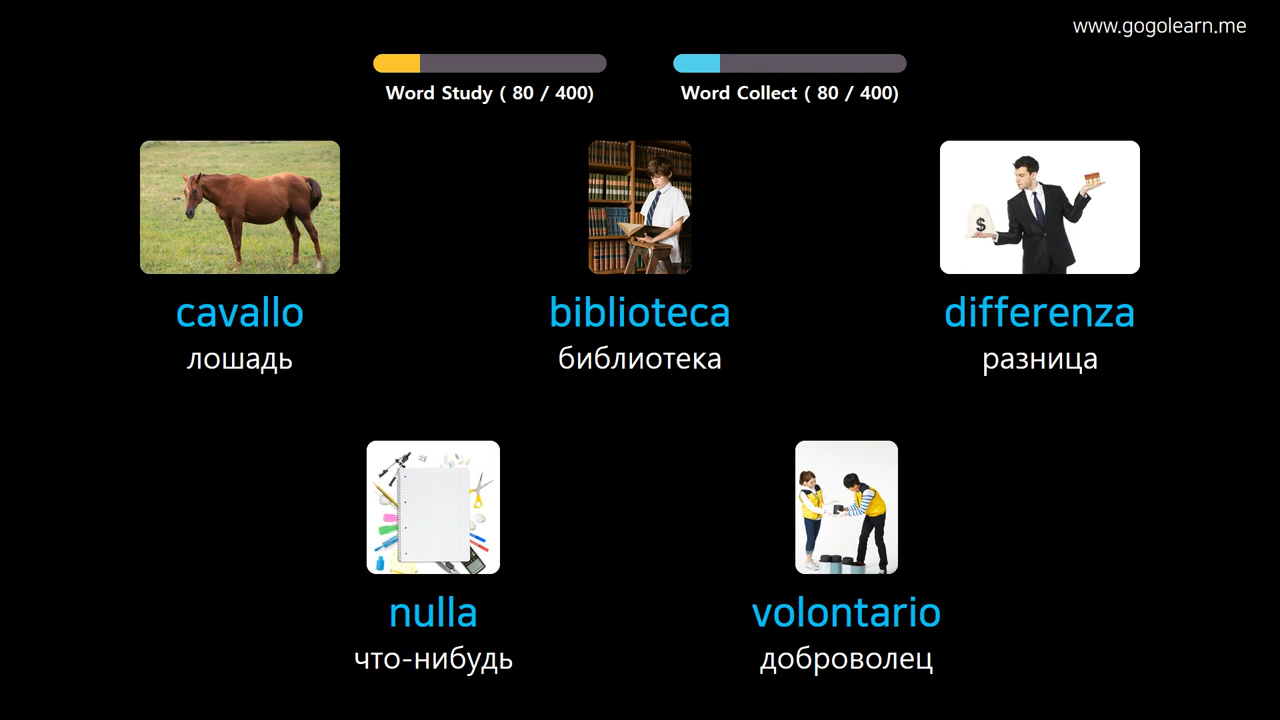 www.gogolearn.me
Word Study ( 80 / 400)
Word Collect ( 80 / 400)
cavallo
лошадь
biblioteca
библиотека
differenza
разница
$
nulla
что-нибудь
volontario
доброволец